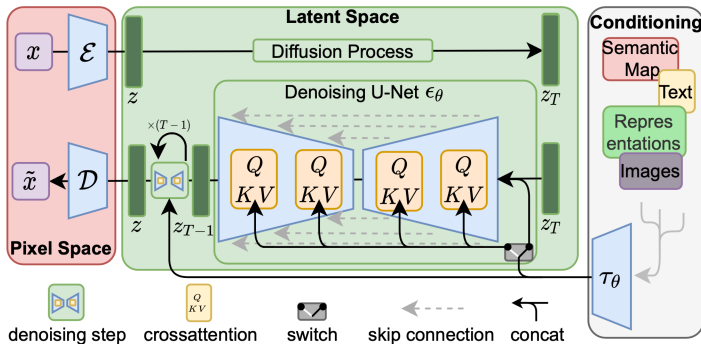 Latent Space
Conditioning
x
ℰ
z
Diffusion Process
z_T
Semantic
Map
Text
Repres
entations
Images
Denoising U-Net ϵ_θ
×(T−1)
x̃
𝒟
z
z_{T−1}
Q
KV
Q
KV
Q
KV
Q
KV
z_T
τ_θ
Pixel Space
Q
KV
denoising step
crossattention
switch
skip connection
concat